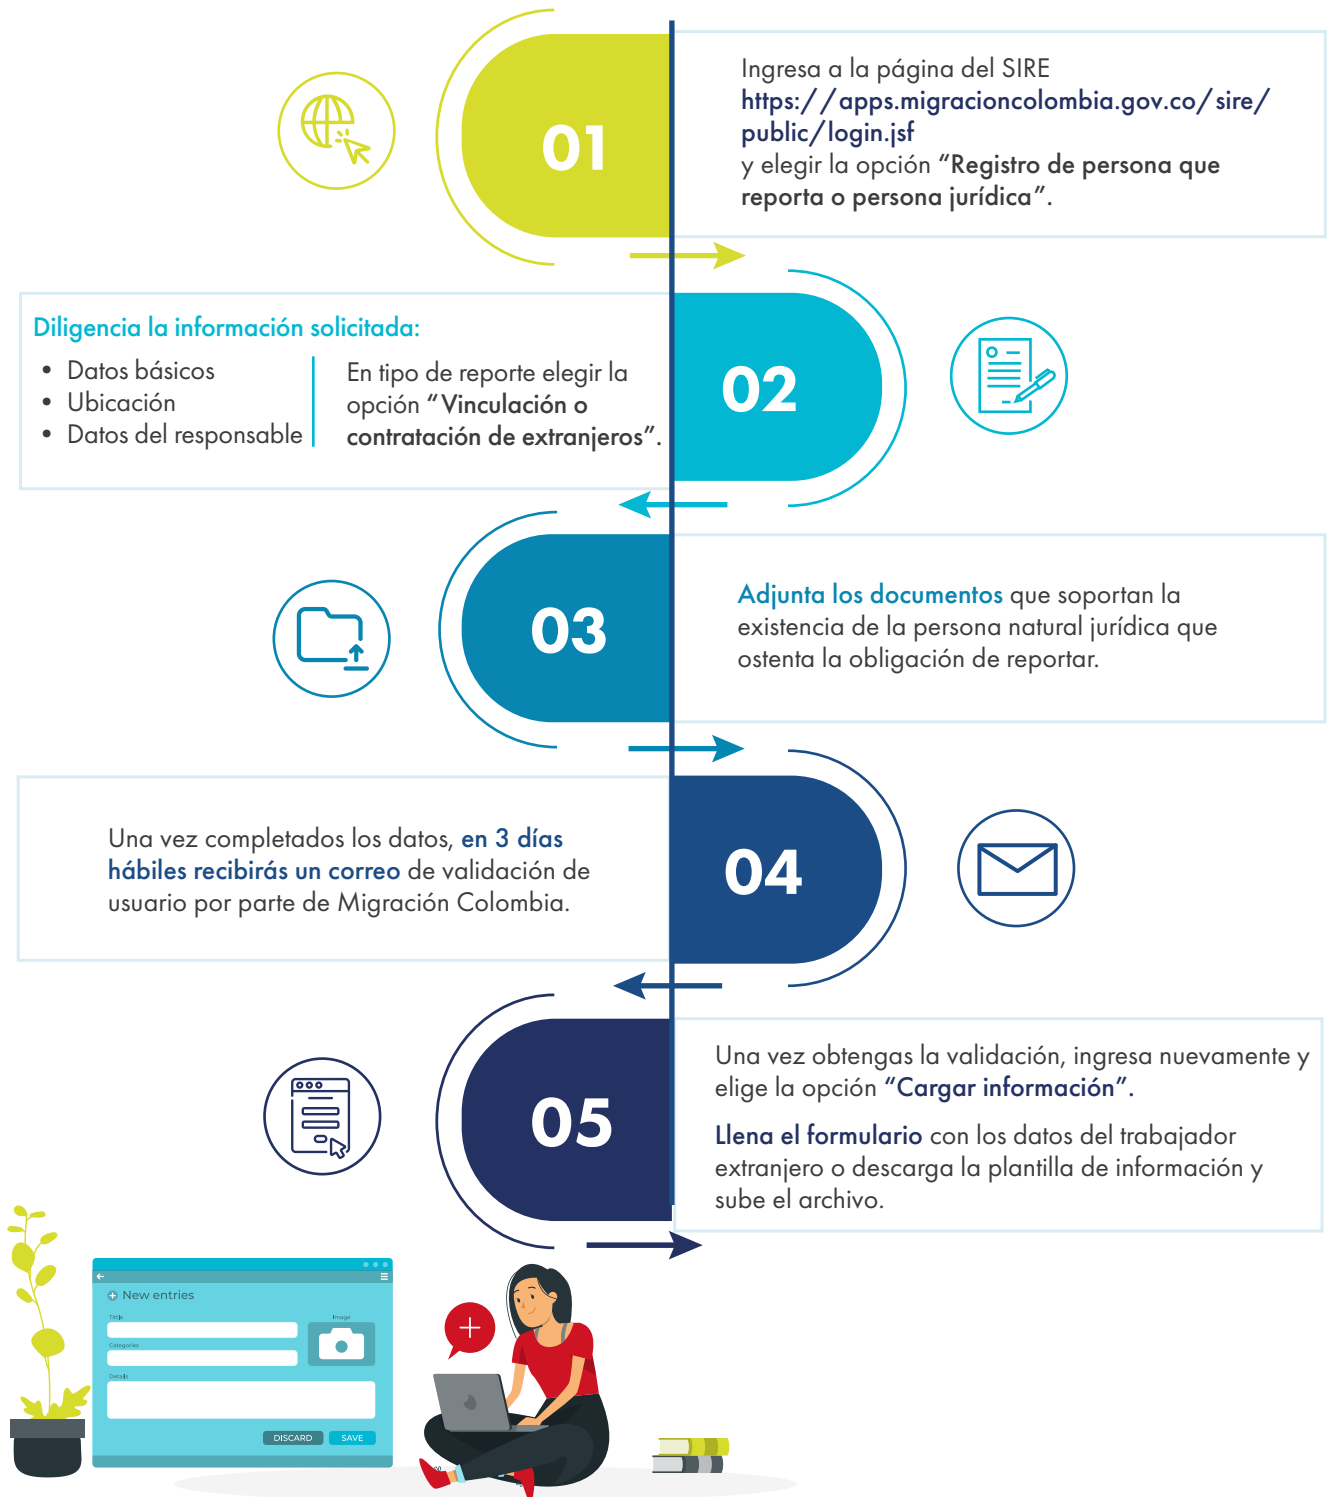 01
Ingresa a la página del SIRE
https://apps.migracioncolombia.gov.co/sire/
public/login.jsf
y elegir la opción “Registro de persona que
reporta o persona jurídica”.
Diligencia la información solicitada:
• Datos básicos
• Ubicación
• Datos del responsable
En tipo de reporte elegir la
opción “Vinculación o
contratación de extranjeros”.
02
03
Adjunta los documentos que soportan la
existencia de la persona natural jurídica que
ostenta la obligación de reportar.
Una vez completados los datos, en 3 días
hábiles recibirás un correo de validación de
usuario por parte de Migración Colombia.
04
05
Una vez obtengas la validación, ingresa nuevamente y
elige la opción “Cargar información”.
Llena el formulario con los datos del trabajador
extranjero o descarga la plantilla de información y
sube el archivo.
New entries
Image
Categories
Details
DISCARD SAVE